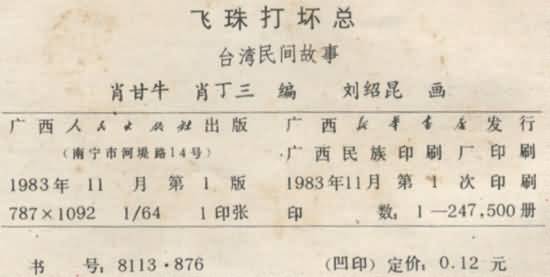 飞珠打坏总
台湾民间故事
肖甘牛 肖丁三 编 刘绍昆 画
广西人民出版社出版 广西新华书店发行
(南宁市河堤路14号) 广西民族印刷厂印刷
1983年11月第1版 1983年11月第1次印刷
787×1092 1/64 1印张 印数:1—247,500册
书号:8113·876 (凹印)定价:0.12元